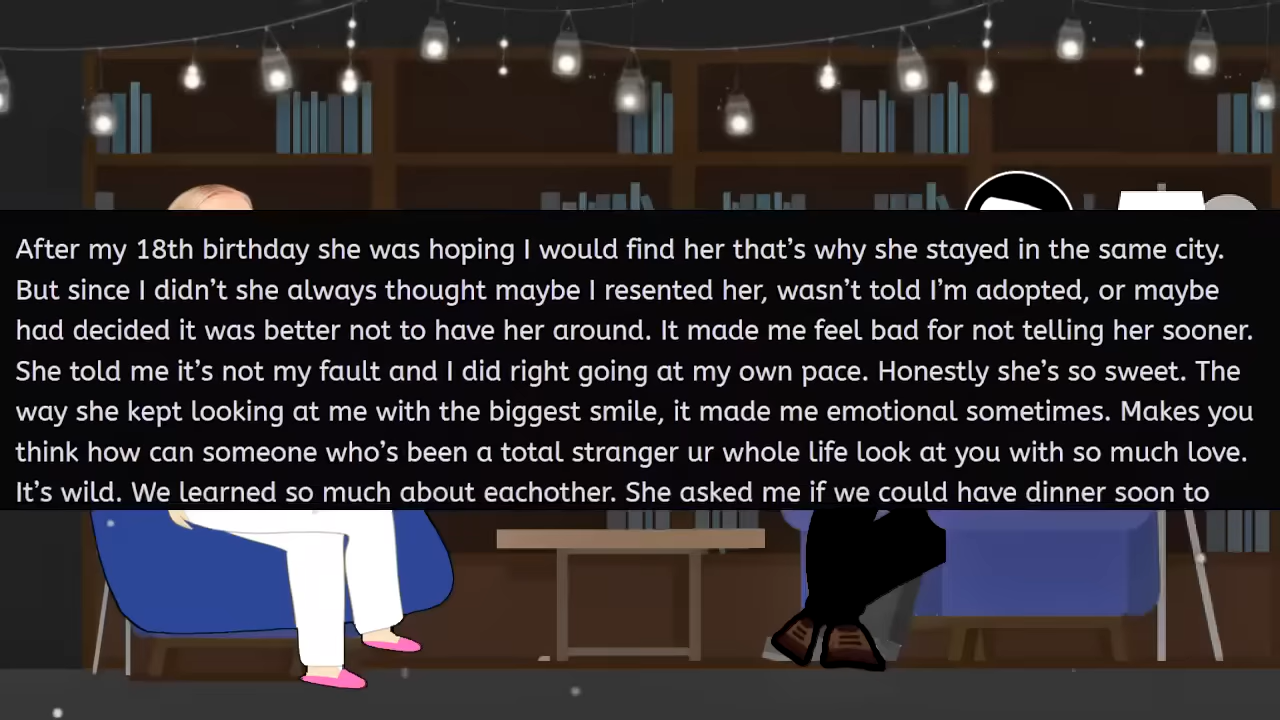 After my 18th birthday she was hoping I would find her that’s why she stayed in the same city.
But since I didn’t she always thought maybe I resented her, wasn’t told I’m adopted, or maybe
had decided it was better not to have her around. It made me feel bad for not telling her sooner.
She told me it’s not my fault and I did right going at my own pace. Honestly she’s so sweet. The
way she kept looking at me with the biggest smile, it made me emotional sometimes. Makes you
think how can someone who’s been a total stranger ur whole life look at you with so much love.
It’s wild. We learned so much about eachother. She asked me if we could have dinner soon to